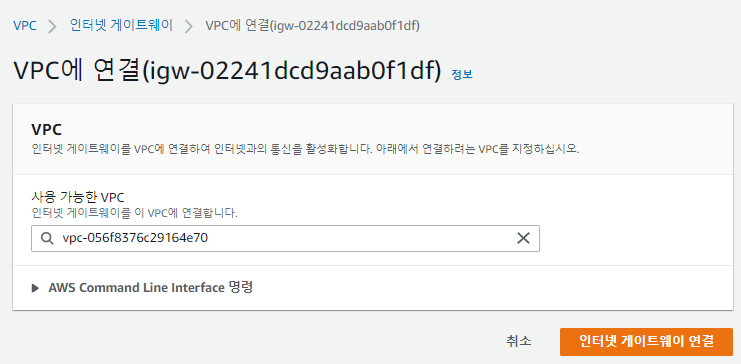 VPC > 인터넷 게이트웨이 > VPC에 연결(igw-02241dcd9aab0f1df)
VPC에 연결(igw-02241dcd9aab0f1df) 정보
VPC
인터넷 게이트웨이를 VPC에 연결하여 인터넷과의 통신을 활성화합니다. 아래에서 연결하려는 VPC를 지정하십시오.
사용 가능한 VPC
인터넷 게이트웨이를 이 VPC에 연결합니다.
vpc-056f8376c29164e70
AWS Command Line Interface 명령
취소 인터넷 게이트웨이 연결